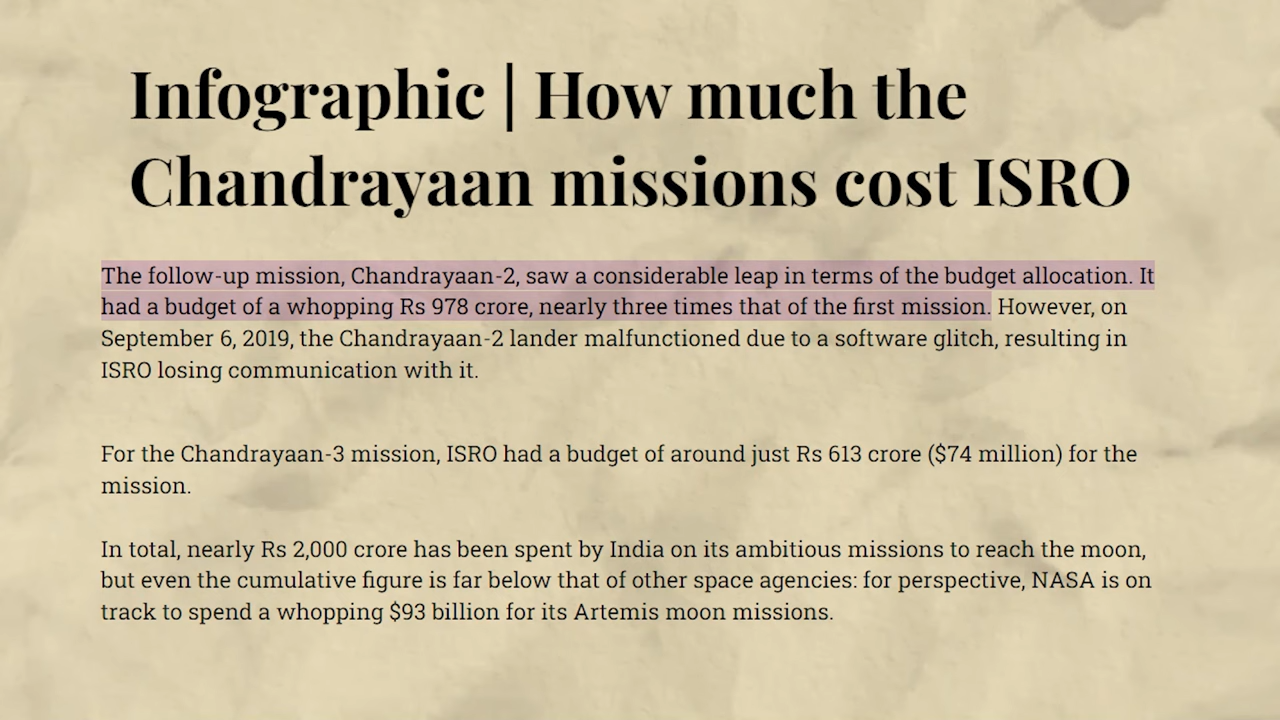 Infographic | How much the
Chandrayaan missions cost ISRO
The follow-up mission, Chandrayaan-2, saw a considerable leap in terms of the budget allocation. It
had a budget of a whopping Rs 978 crore, nearly three times that of the first mission. However, on
September 6, 2019, the Chandrayaan-2 lander malfunctioned due to a software glitch, resulting in
ISRO losing communication with it.
For the Chandrayaan-3 mission, ISRO had a budget of around just Rs 613 crore ($74 million) for the
mission.
In total, nearly Rs 2,000 crore has been spent by India on its ambitious missions to reach the moon,
but even the cumulative figure is far below that of other space agencies: for perspective, NASA is on
track to spend a whopping $93 billion for its Artemis moon missions.